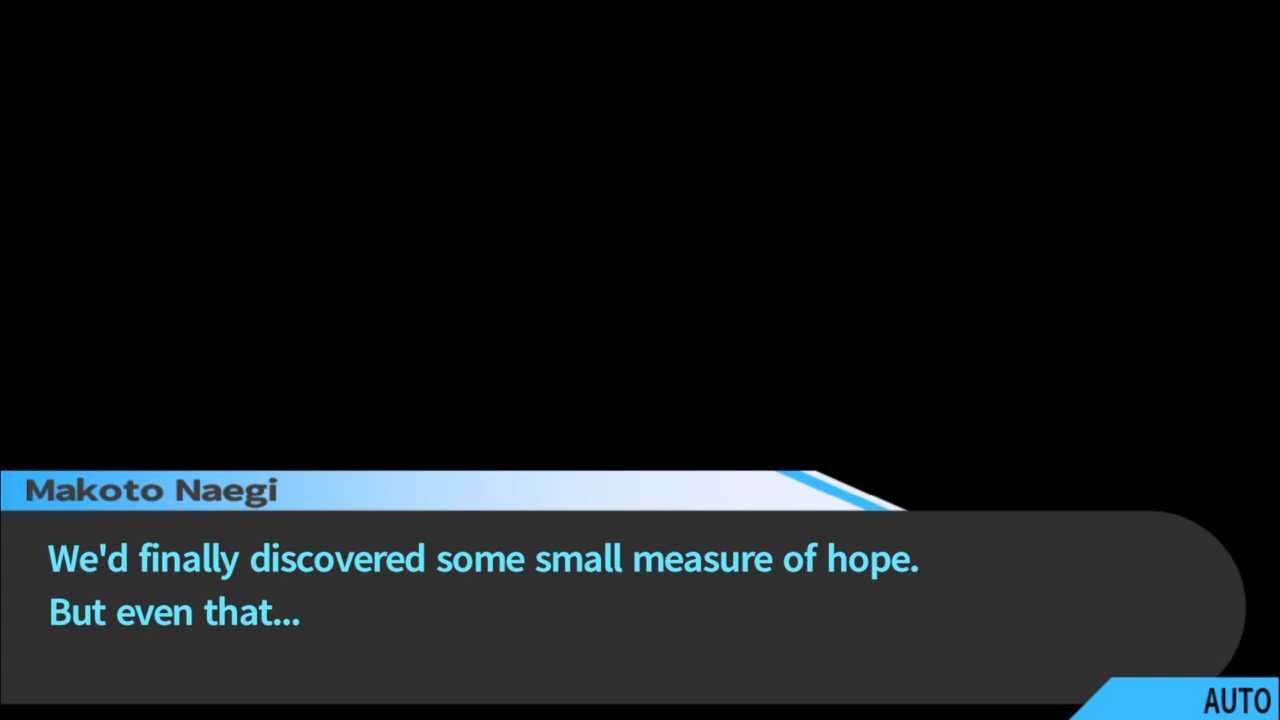 Makoto Naegi
We'd finally discovered some small measure of hope.
But even that...
AUTO